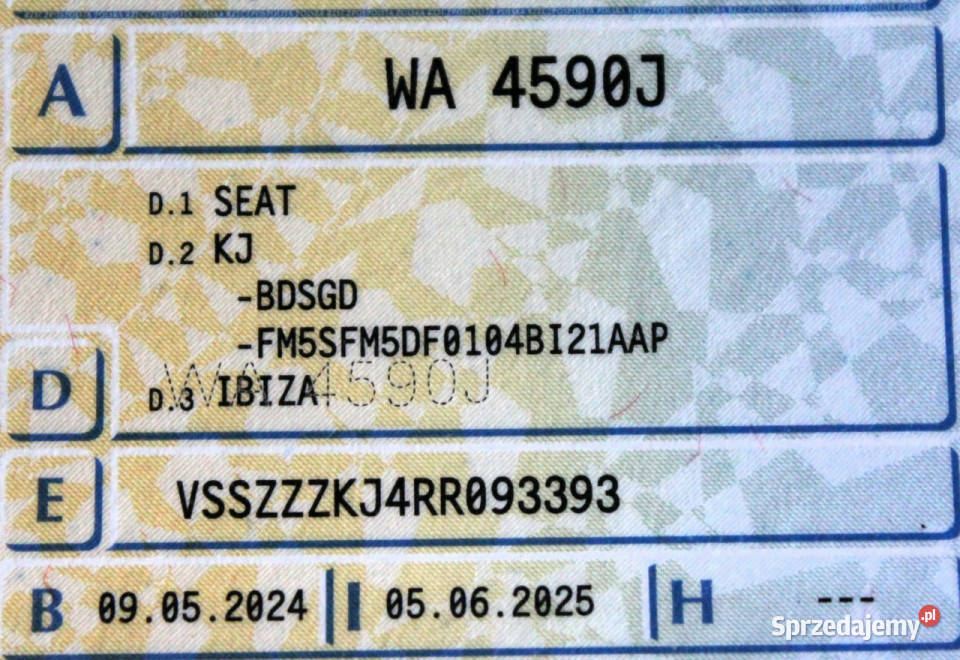 A WA 4590J
D.1 SEAT
D.2 KJ
-BDSGD
-FM5SFM5DF0104BI21AAP
D D.3 IBIZA
WA 4590J
E VSSZZZKJ4RR093393
B 09.05.2024 I 05.06.2025 H ---
Sprzedajemy.pl